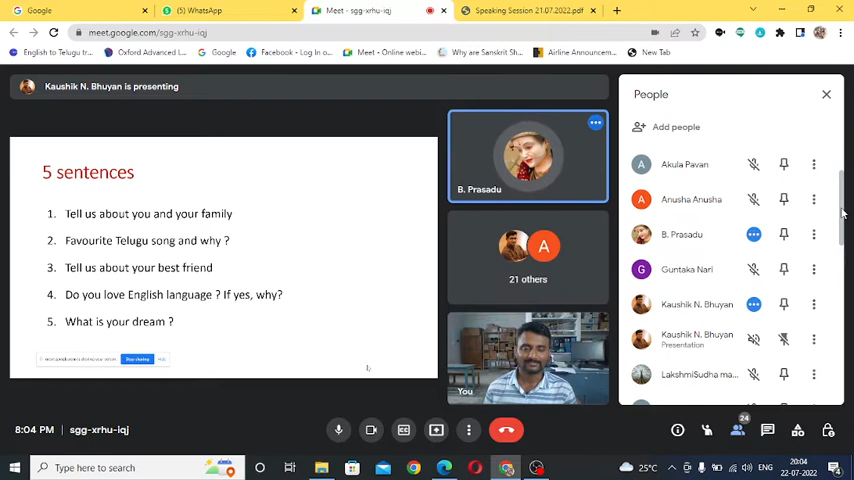 Google
(5) WhatsApp
Meet - sgg-xrhu-iqj
Speaking Session 21.07.2022.pdf
meet.google.com/sgg-xrhu-iqj
English to Telugu tr...
Oxford Advanced L...
Google
Facebook - Log In o...
Meet • Online webi...
Why are Sanskrit Sh...
Airline Announcem...
New Tab
Kaushik N. Bhuyan is presenting
5 sentences
1. Tell us about you and your family
2. Favourite Telugu song and why ?
3. Tell us about your best friend
4. Do you love English language ? If yes, why?
5. What is your dream ?
Stop sharing
Hide
B. Prasadu
A
21 others
You
People
Add people
A Akula Pavan
A Anusha Anusha
B. Prasadu
G Guntaka Nari
Kaushik N. Bhuyan
Kaushik N. Bhuyan
Presentation
LakshmiSudha ma...
8:04 PM
sgg-xrhu-iqj
24
Type here to search
25°C
ENG
20:04
22-07-2022
4